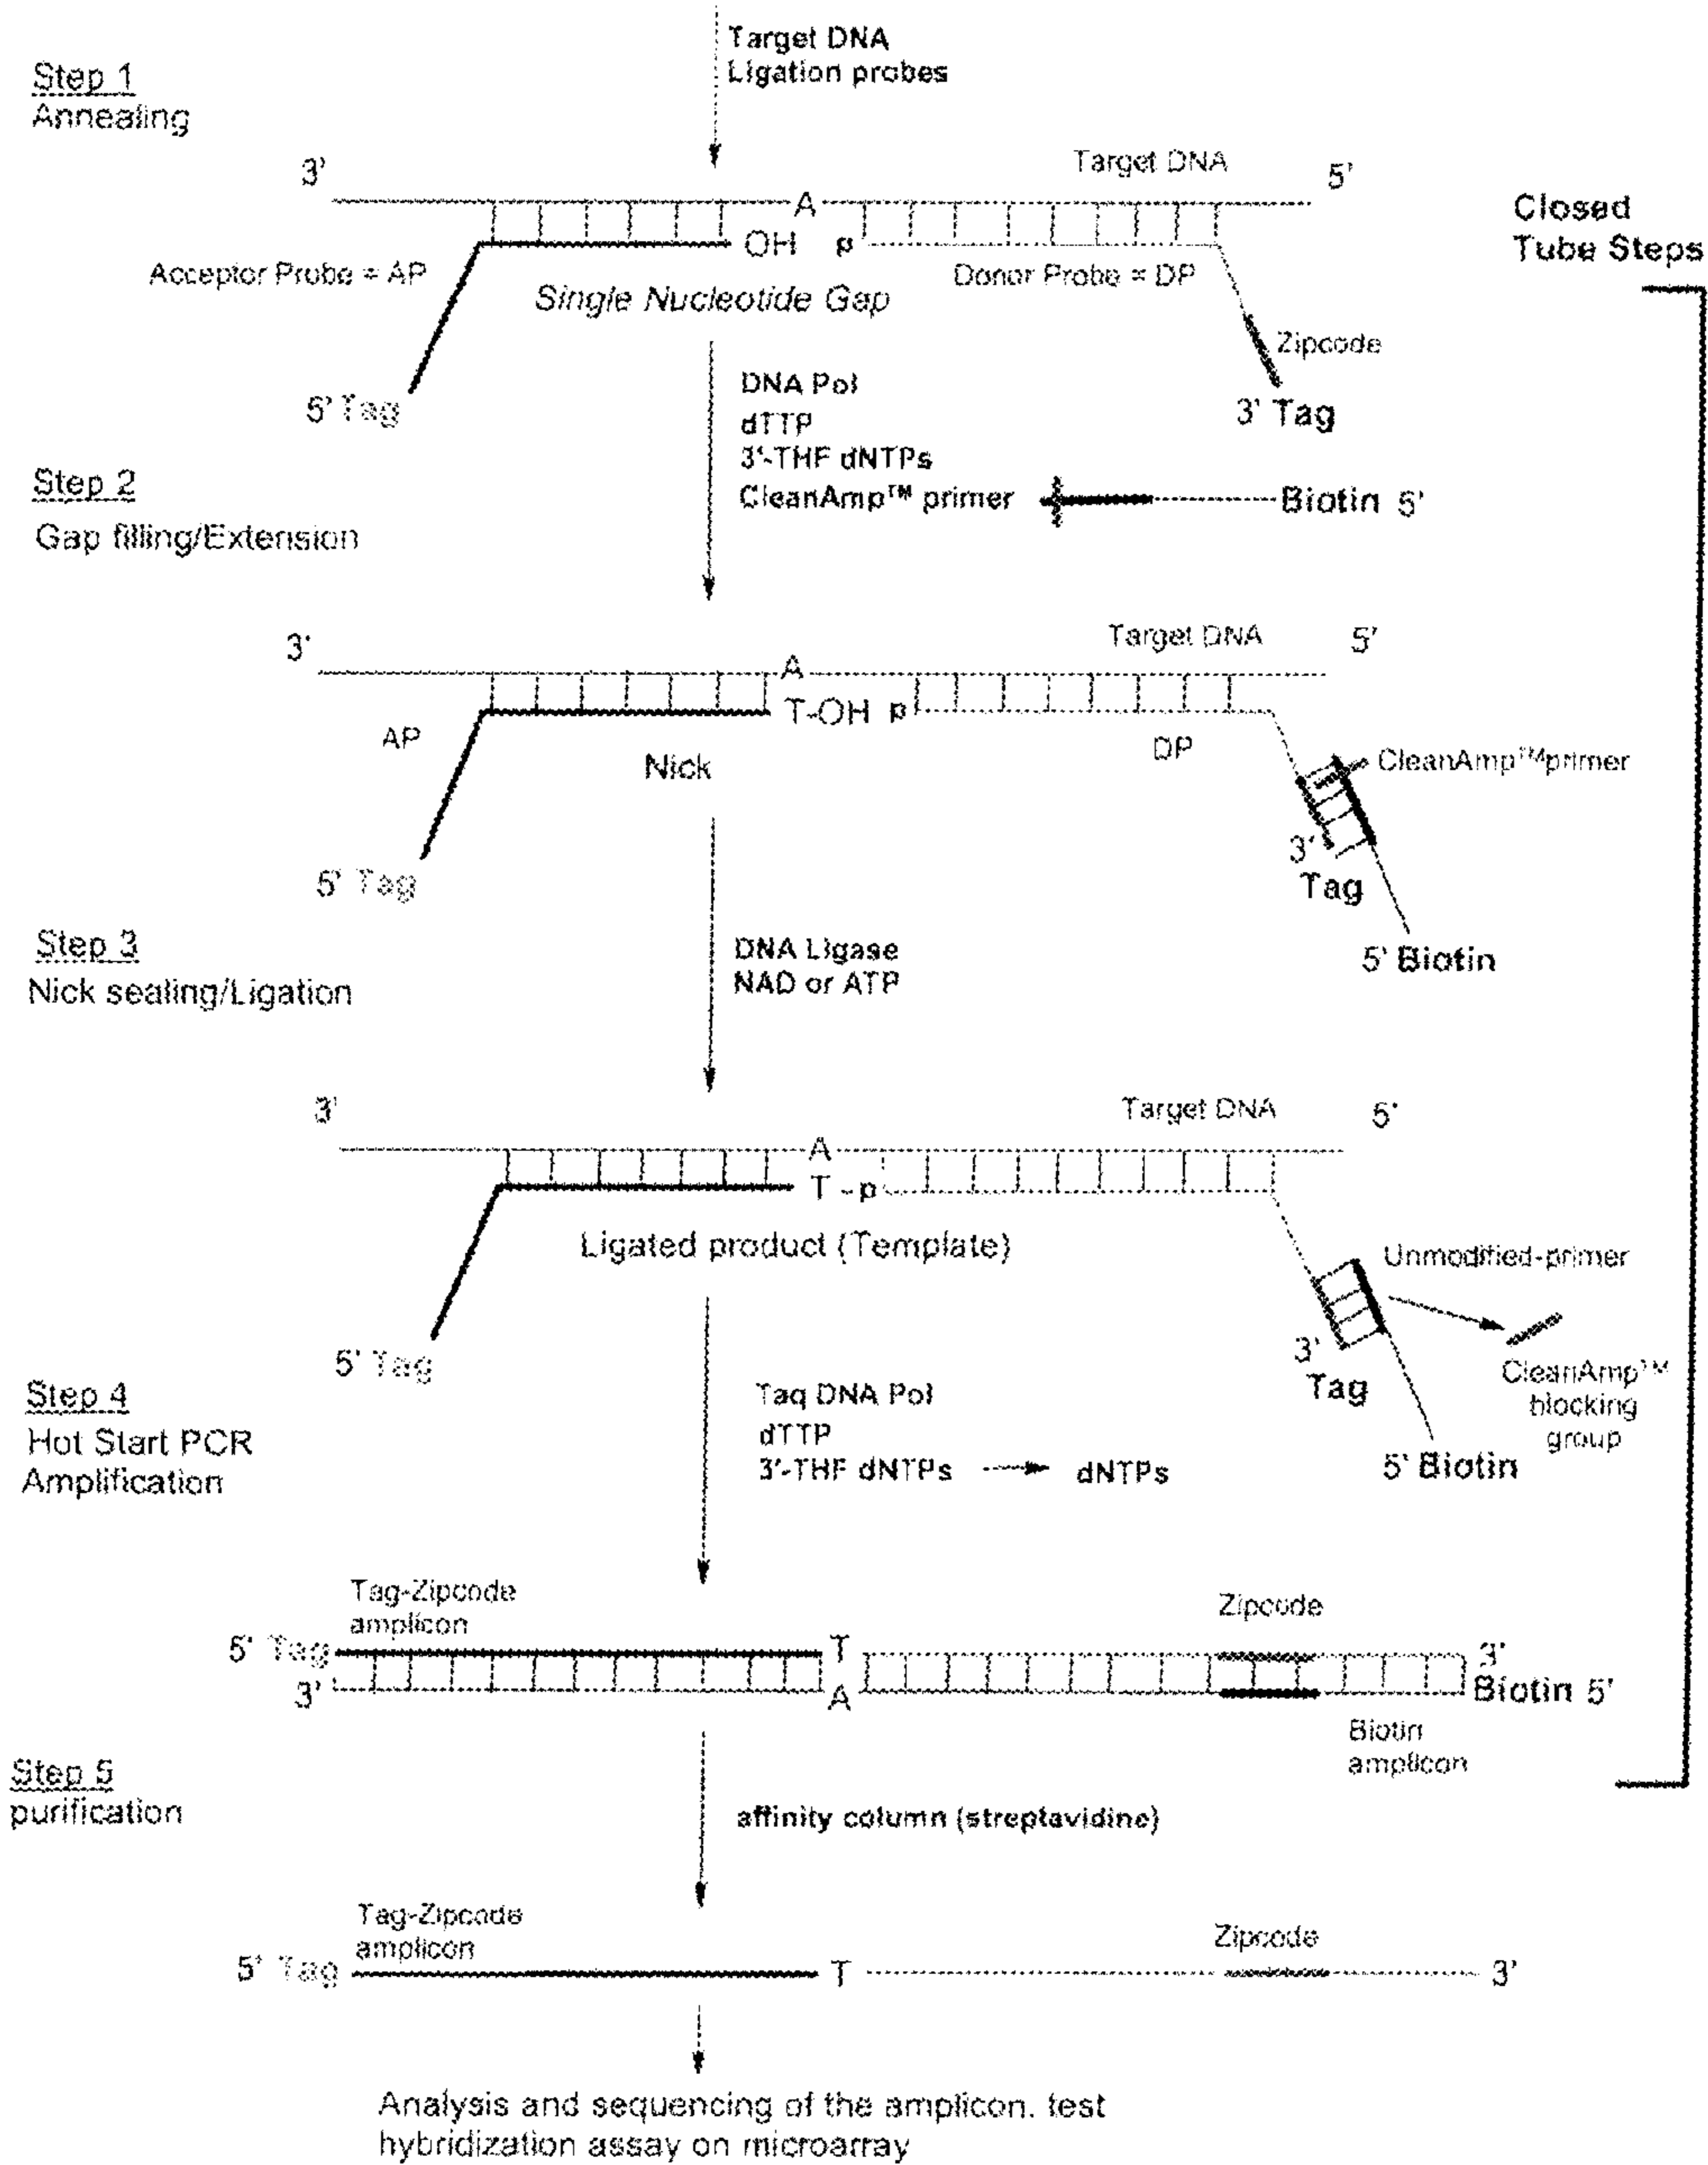 Target DNA
Ligation probes
Step 1
Annealing
3'
Target DNA
5'
A
OH p
Closed
Tube Steps
Acceptor Probe = AP
Single Nucleotide Gap
Donor Probe = DP
Zipcode
5' Tag
3' Tag
DNA Pol
dTTP
3'-THF dNTPs
CleanAmp™ primer
Biotin 5'
Step 2
Gap filling/Extension
3'
Target DNA
5'
A
T-OH p
AP
Nick
DP
CleanAmp™primer
3'
Tag
5' Tag
5' Biotin
Step 3
Nick sealing/Ligation
DNA Ligase
NAD or ATP
3'
Target DNA
5'
A
T -p
Ligated product (Template)
Unmodified-primer
3'
Tag
CleanAmp™
blocking
group
5' Tag
5' Biotin
Step 4
Hot Start PCR
Amplification
Taq DNA Pol
dTTP
3'-THF dNTPs
dNTPs
Tag-Zipcode
amplicon
Zipcode
5' Tag
T
3'
3'
A
Biotin 5'
Biotin
amplicon
Step 5
purification
affinity column (streptavidine)
Tag-Zipcode
amplicon
Zipcode
5' Tag
T
3'
Analysis and sequencing of the amplicon. test
hybridization assay on microarray